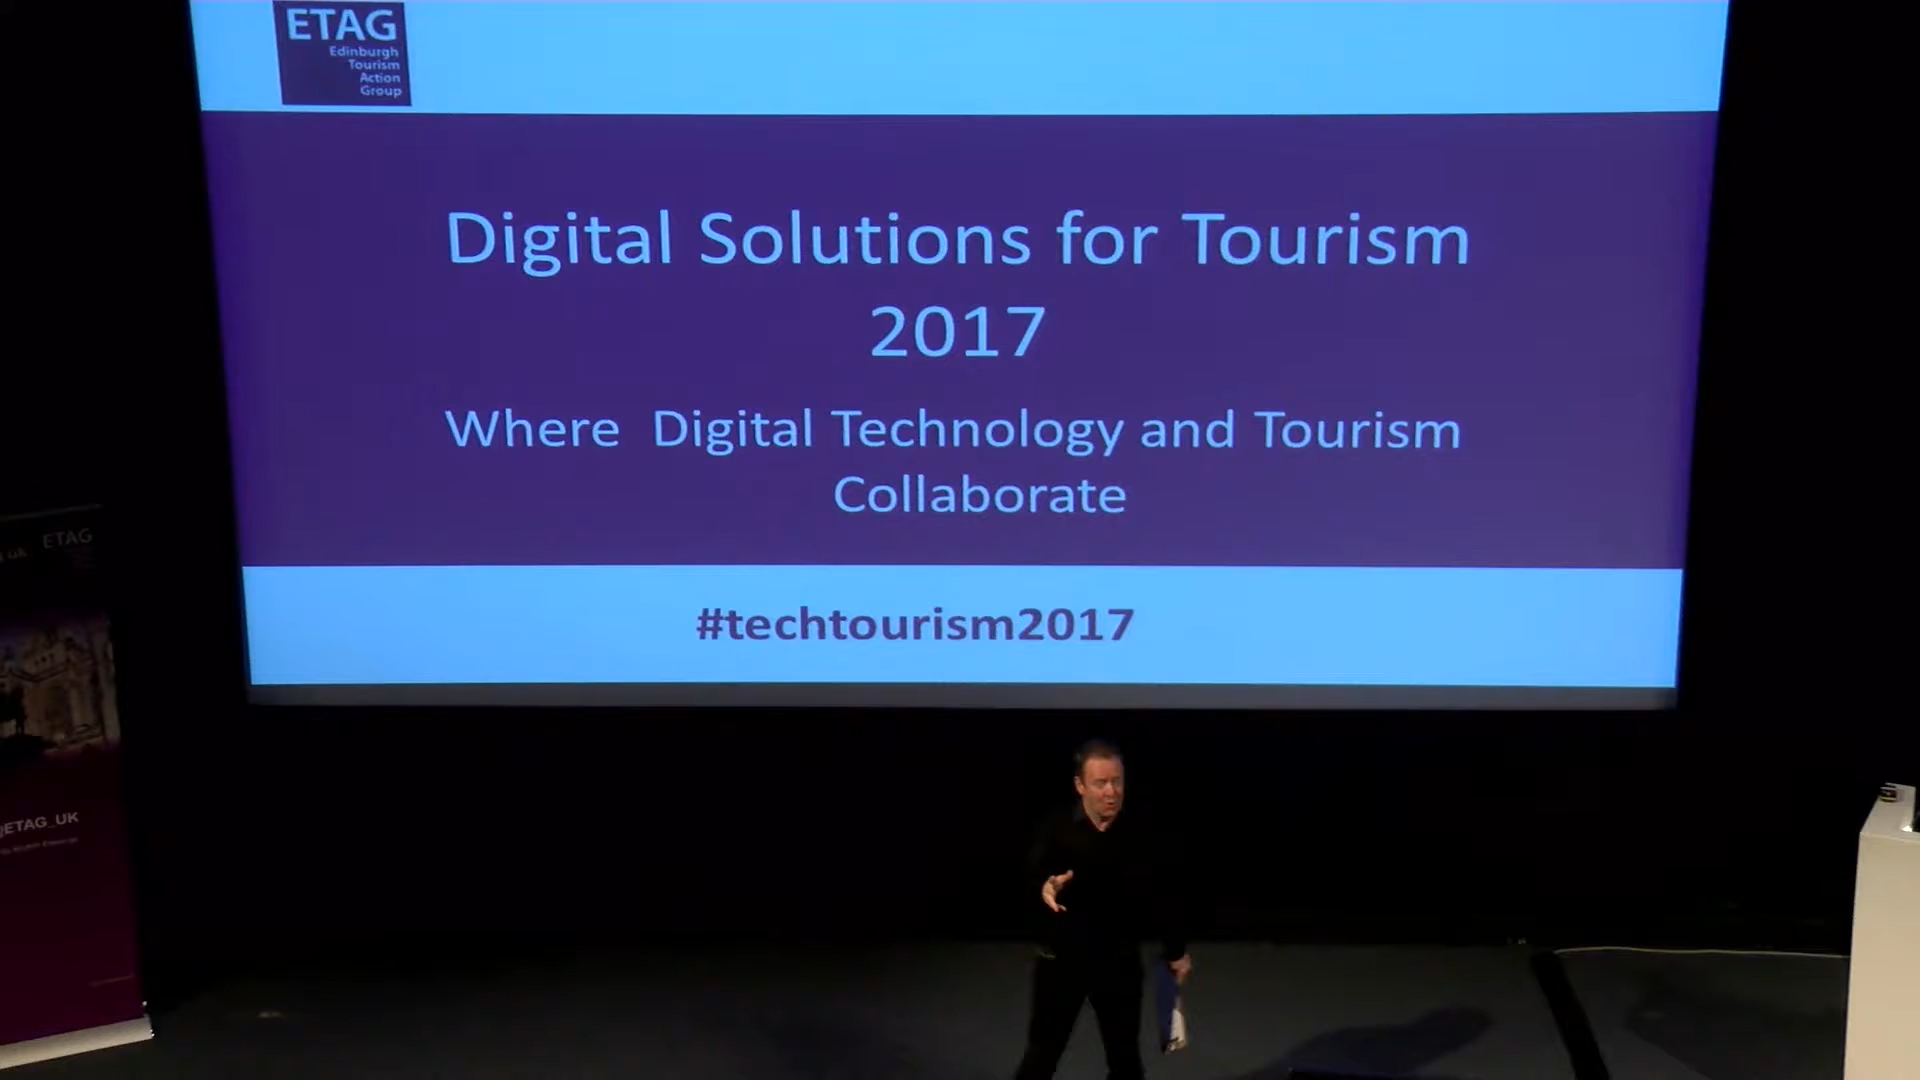 ETAG
Edinburgh
Tourism
Action
Group
Digital Solutions for Tourism
2017
Where Digital Technology and Tourism
Collaborate
#techtourism2017
uk
ETAG
@ETAG_UK